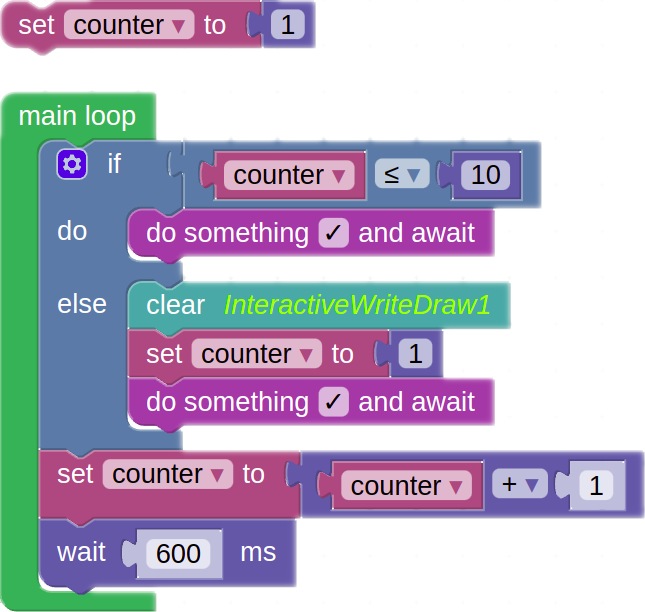 set counter ▾ to 1
main loop
if counter ▾ ≤ ▾ 10
do do something ✓ and await
else clear InteractiveWriteDraw1
set counter ▾ to 1
do something ✓ and await
set counter ▾ to counter ▾ + ▾ 1
wait 600 ms